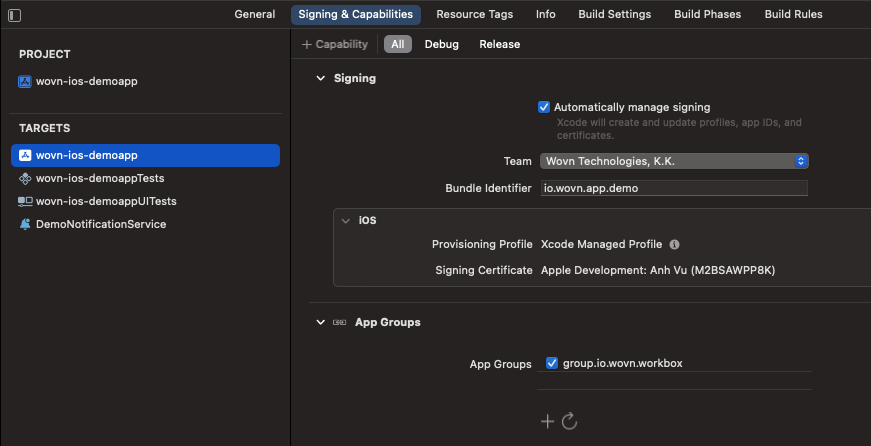 General
Signing & Capabilities
Resource Tags
Info
Build Settings
Build Phases
Build Rules
PROJECT
wovn-ios-demoapp
TARGETS
wovn-ios-demoapp
wovn-ios-demoappTests
wovn-ios-demoappUITests
DemoNotificationService
+ Capability
All
Debug
Release
Signing
Automatically manage signing
Xcode will create and update profiles, app IDs, and
certificates.
Team Wovn Technologies, K.K.
Bundle Identifier io.wovn.app.demo
iOS
Provisioning Profile Xcode Managed Profile
Signing Certificate Apple Development: Anh Vu (M2BSAWPP8K)
App Groups
App Groups group.io.wovn.workbox